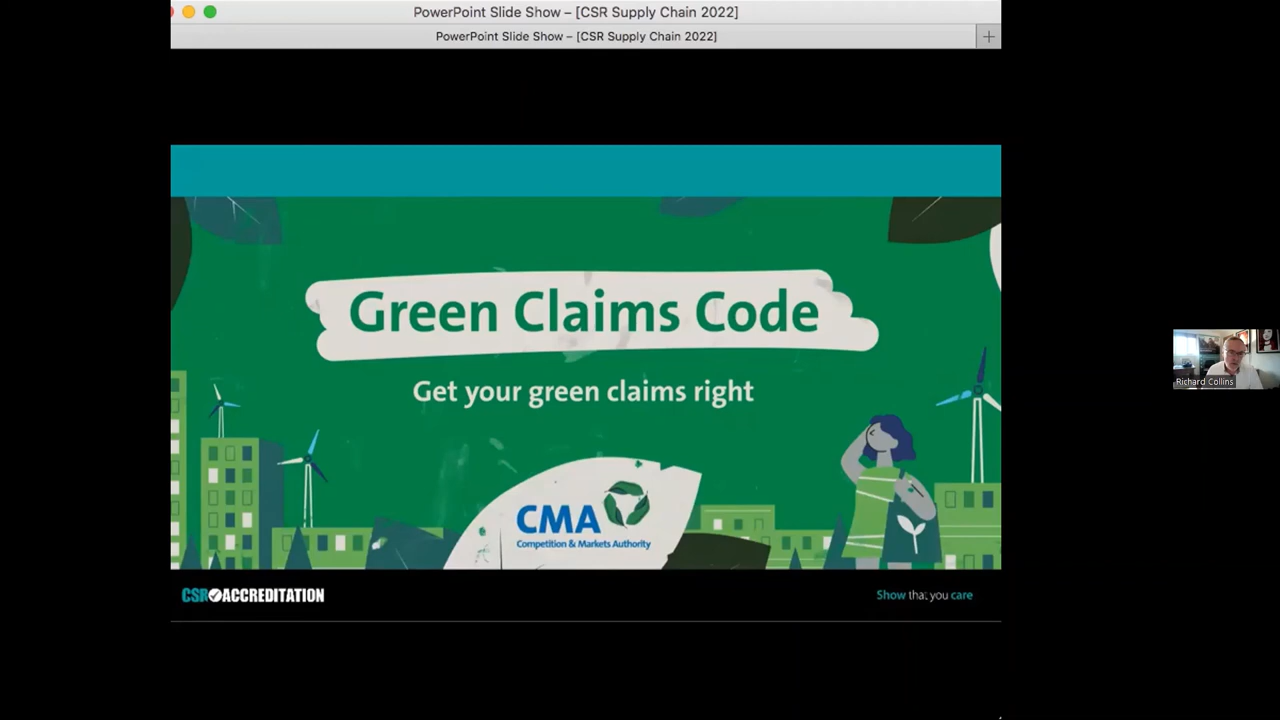 PowerPoint Slide Show – [CSR Supply Chain 2022]
PowerPoint Slide Show – [CSR Supply Chain 2022]
Green Claims Code
Get your green claims right
CMA
Competition & Markets Authority
Richard Collins
CSR ACCREDITATION
Show that you care